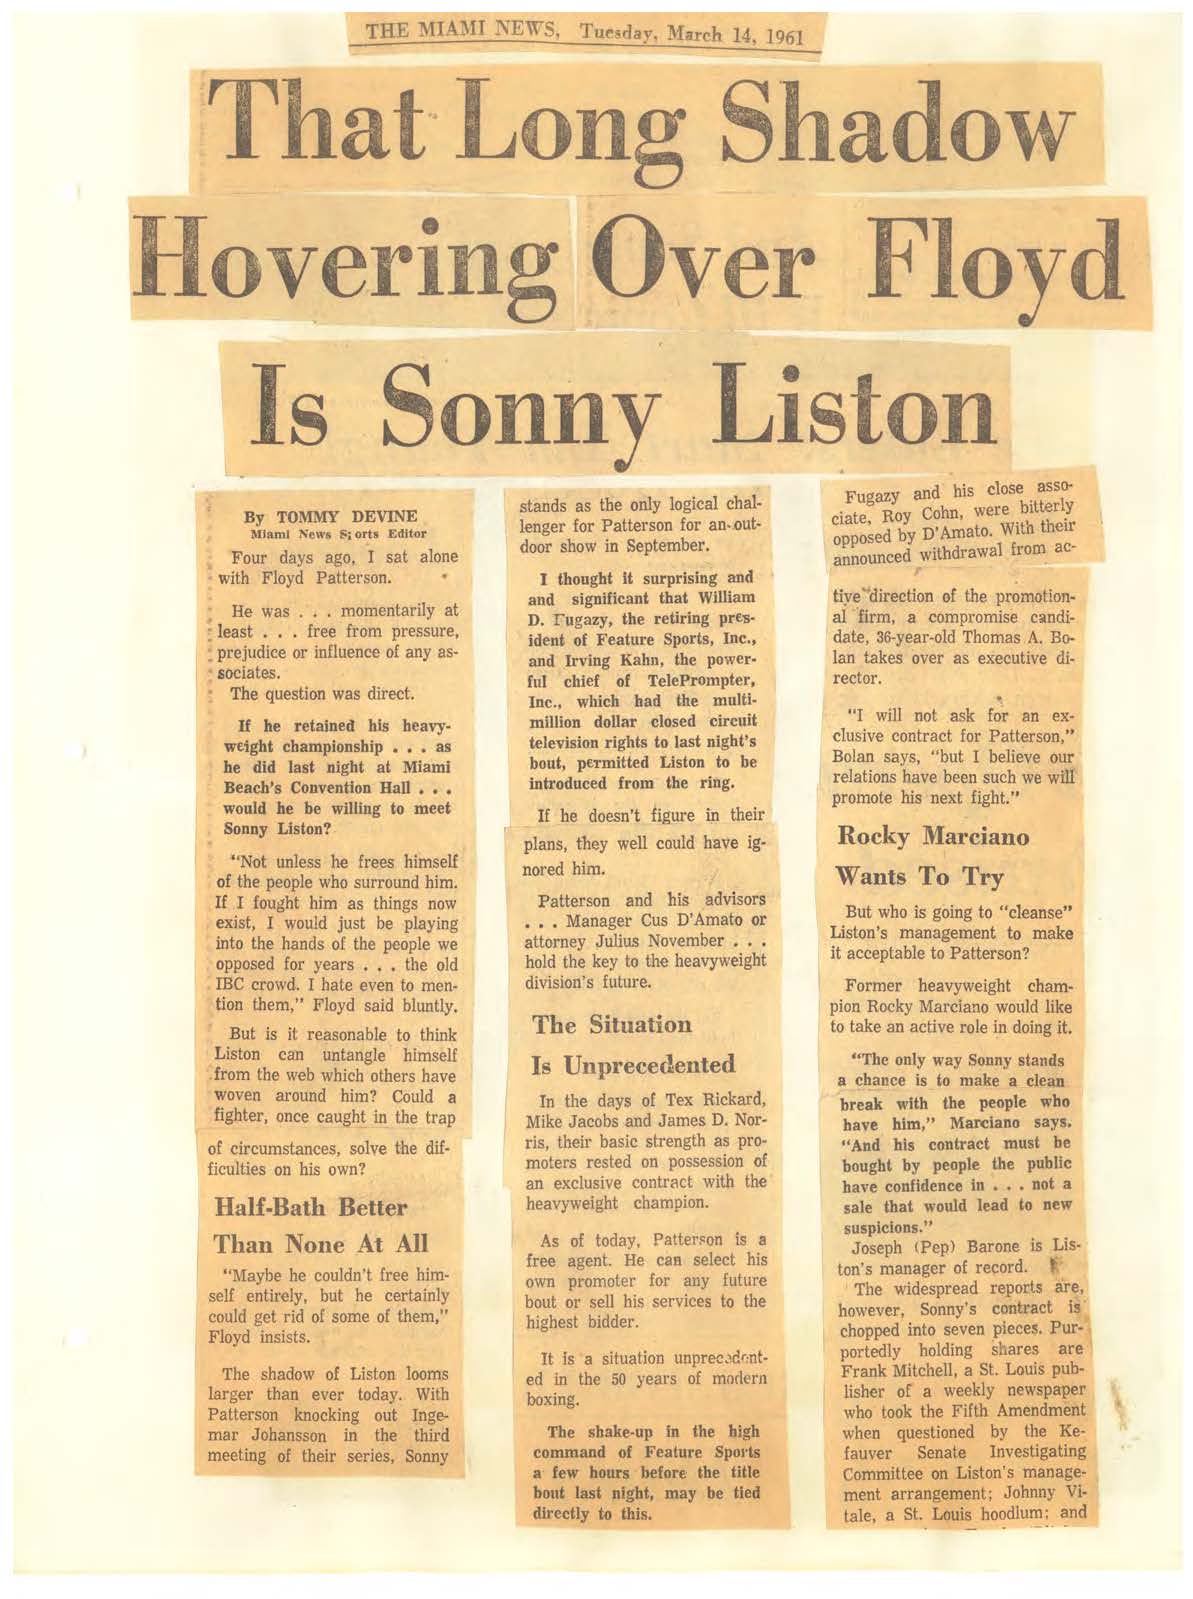 THE MIAMI NEWS, Tuesday, March 14, 1961
That Long Shadow
Hovering Over Floyd
Is Sonny Liston
By TOMMY DEVINE
Miami News S; orts Editor
Four days ago, I sat alone
with Floyd Patterson.
He was . . . momentarily at
least . . . free from pressure,
prejudice or influence of any as-
sociates.
The question was direct.
If he retained his heavy-
weight championship . . . as
he did last night at Miami
Beach's Convention Hall . . .
would he be willing to meet
Sonny Liston?
"Not unless he frees himself
of the people who surround him.
If I fought him as things now
exist, I would just be playing
into the hands of the people we
opposed for years . . . the old
IBC crowd. I hate even to men-
tion them," Floyd said bluntly.
But is it reasonable to think
Liston can untangle himself
from the web which others have
woven around him? Could a
fighter, once caught in the trap
of circumstances, solve the dif-
ficulties on his own?
Half-Bath Better
Than None At All
"Maybe he couldn't free him-
self entirely, but he certainly
could get rid of some of them,"
Floyd insists.
The shadow of Liston looms
larger than ever today. With
Patterson knocking out Inge-
mar Johansson in the third
meeting of their series, Sonny
stands as the only logical chal-
lenger for Patterson for an out-
door show in September.
I thought it surprising and
and significant that William
D. Fugazy, the retiring pres-
ident of Feature Sports, Inc.,
and Irving Kahn, the power-
ful chief of TelePrompter,
Inc., which had the multi-
million dollar closed circuit
television rights to last night's
bout, permitted Liston to be
introduced from the ring.
If he doesn't figure in their
plans, they well could have ig-
nored him.
Patterson and his advisors
. . . Manager Cus D'Amato or
attorney Julius November . . .
hold the key to the heavyweight
division's future.
The Situation
Is Unprecedented
In the days of Tex Rickard,
Mike Jacobs and James D. Nor-
ris, their basic strength as pro-
moters rested on possession of
an exclusive contract with the
heavyweight champion.
As of today, Patterson is a
free agent. He can select his
own promoter for any future
bout or sell his services to the
highest bidder.
It is a situation unprecedent-
ed in the 50 years of modern
boxing.
The shake-up in the high
command of Feature Sports
a few hours before the title
bout last night, may be tied
directly to this.
Fugazy and his close asso-
ciate, Roy Cohn, were bitterly
opposed by D'Amato. With their
announced withdrawal from ac-
tive direction of the promotion-
al firm, a compromise candi-
date, 36-year-old Thomas A. Bo-
lan takes over as executive di-
rector.
"I will not ask for an ex-
clusive contract for Patterson,"
Bolan says, "but I believe our
relations have been such we will
promote his next fight."
Rocky Marciano
Wants To Try
But who is going to "cleanse"
Liston's management to make
it acceptable to Patterson?
Former heavyweight cham-
pion Rocky Marciano would like
to take an active role in doing it.
"The only way Sonny stands
a chance is to make a clean
break with the people who
have him," Marciano says.
"And his contract must be
bought by people the public
have confidence in . . . not a
sale that would lead to new
suspicions."
Joseph (Pep) Barone is Lis-
ton's manager of record.
The widespread reports are,
however, Sonny's contract is
chopped into seven pieces. Pur-
portedly holding shares are
Frank Mitchell, a St. Louis pub-
lisher of a weekly newspaper
who took the Fifth Amendment
when questioned by the Ke-
fauver Senate Investigating
Committee on Liston's manage-
ment arrangement; Johnny Vi-
tale, a St. Louis hoodlum; and